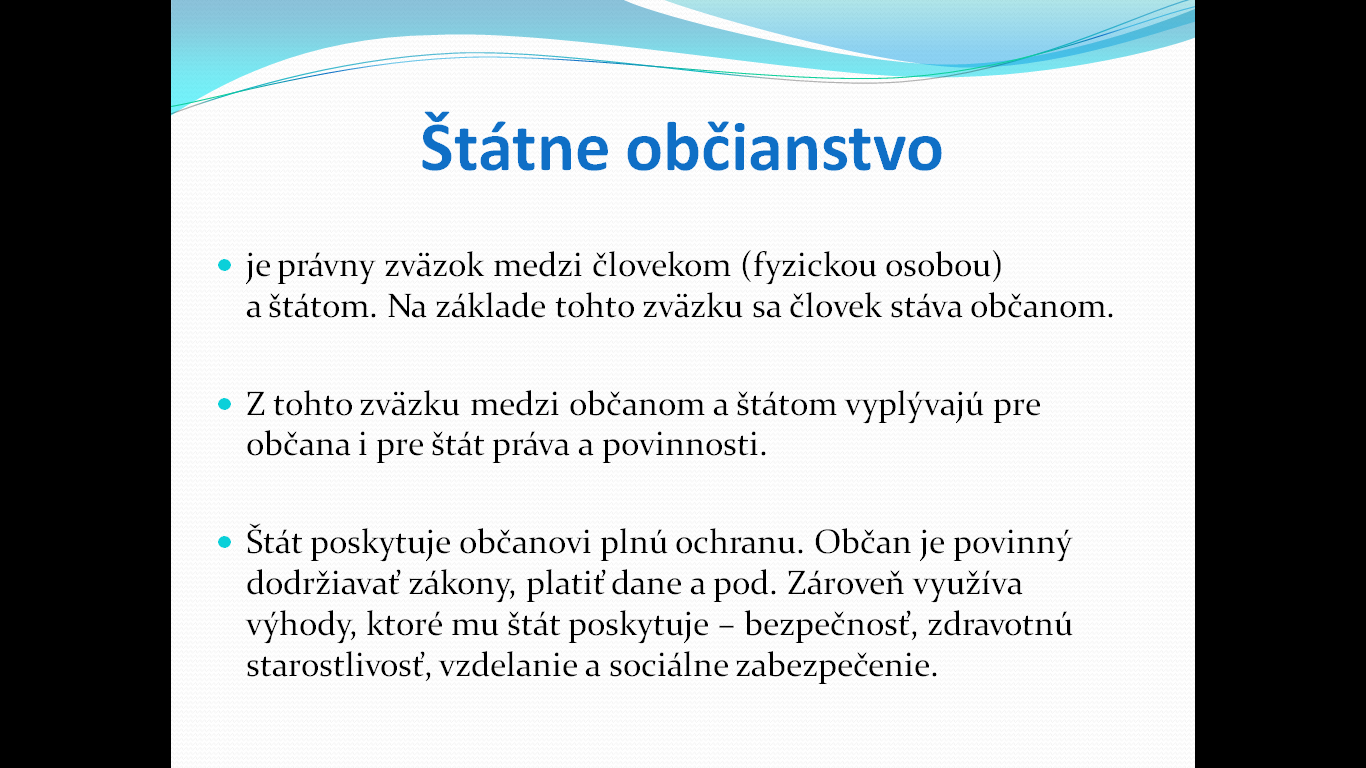 Štátne občianstvo
je právny zväzok medzi človekom (fyzickou osobou)
a štátom. Na základe tohto zväzku sa človek stáva občanom.
Z tohto zväzku medzi občanom a štátom vyplývajú pre
občana i pre štát práva a povinnosti.
Štát poskytuje občanovi plnú ochranu. Občan je povinný
dodržiavať zákony, platiť dane a pod. Zároveň využíva
výhody, ktoré mu štát poskytuje – bezpečnosť, zdravotnú
starostlivosť, vzdelanie a sociálne zabezpečenie.